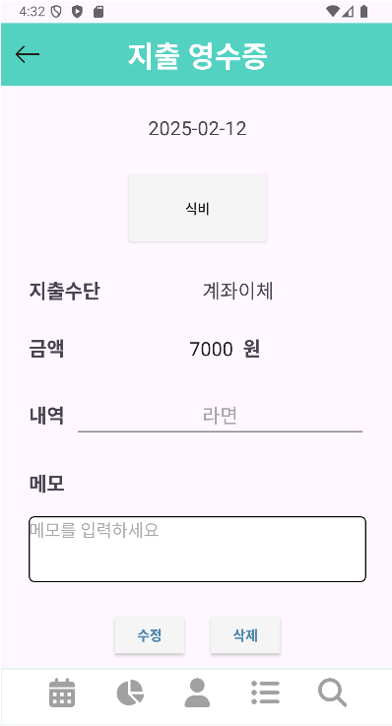 4:32
지출 영수증
2025-02-12
식비
지출수단 계좌이체
금액 7000 원
내역 라면
메모
메모를 입력하세요
수정 삭제